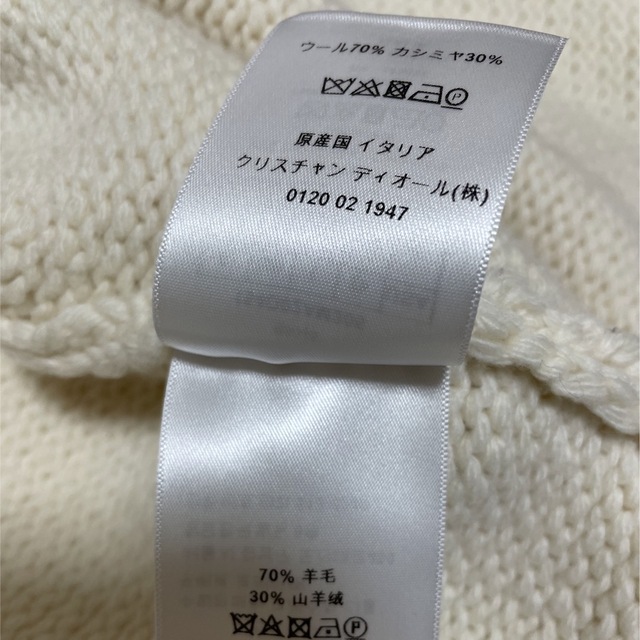 ウール70% カシミヤ30%
原産国 イタリア
クリスチャン ディオール(株)
0120 02 1947
70% 羊毛
30% 山羊绒